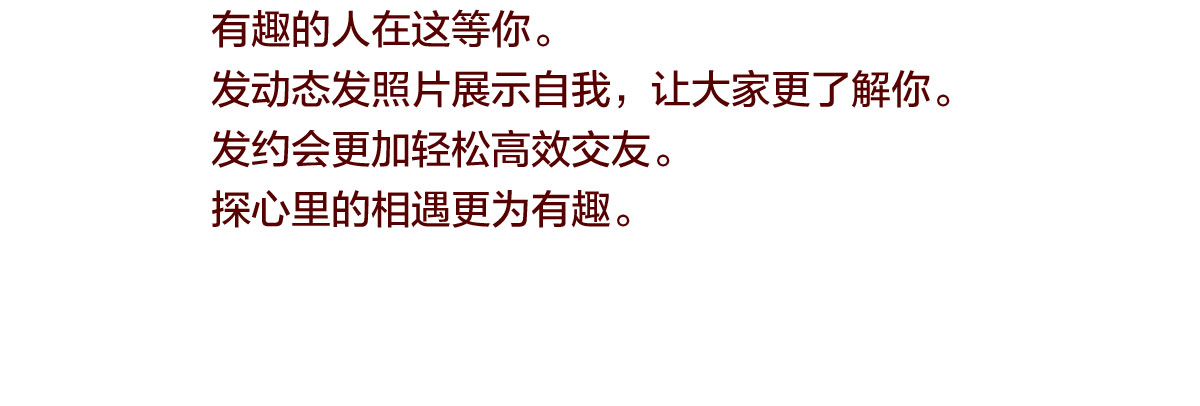 有趣的人在这等你。
发动态发照片展示自我，让大家更了解你。
发约会更加轻松高效交友。
探心里的相遇更为有趣。